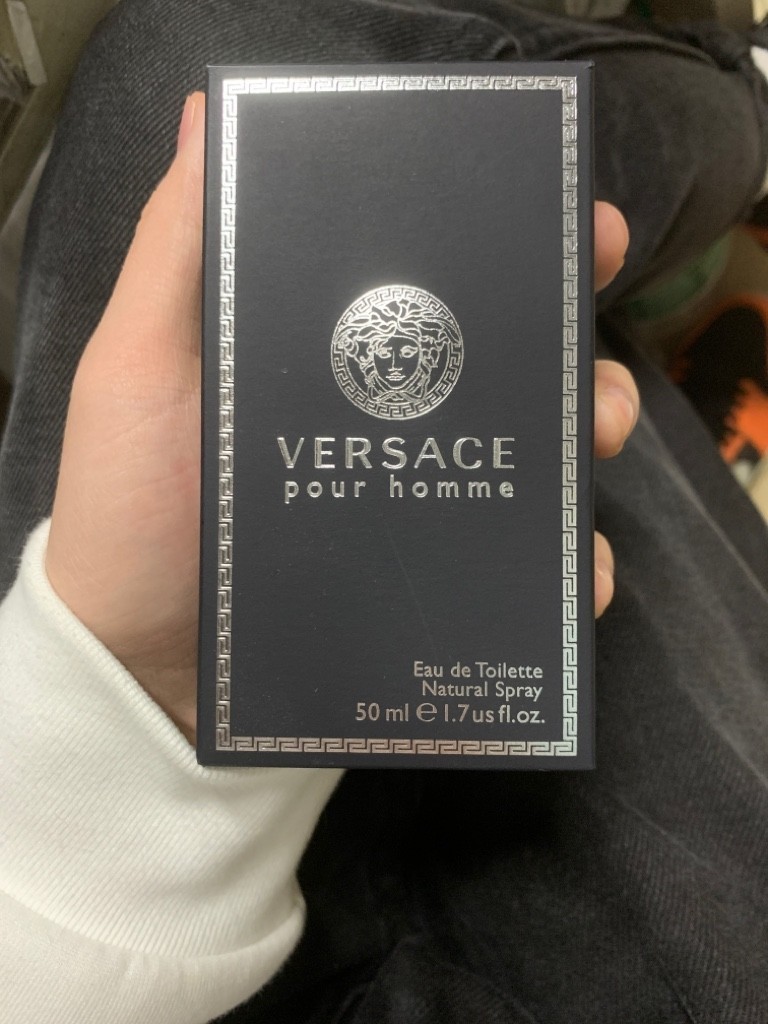 VERSACE
pour homme
Eau de Toilette
Natural Spray
50 ml ℮ 1.7 us fl.oz.